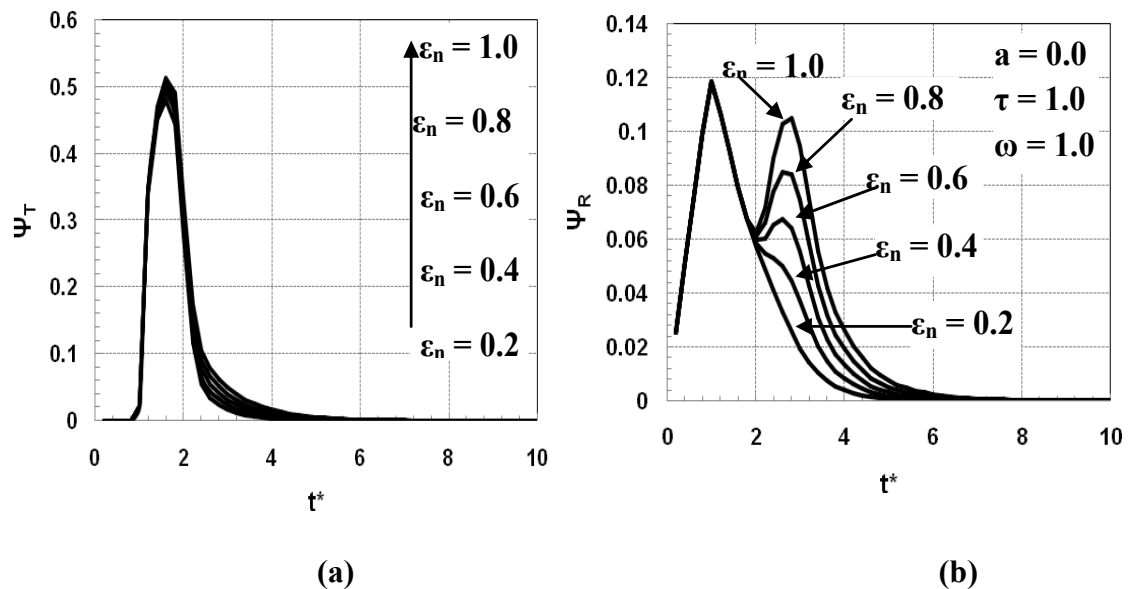 0.6
0.5
0.4
0.3
0.2
0.1
0
Ψ_T
0
2
4
6
8
10
t*
εₙ = 1.0
εₙ = 0.8
εₙ = 0.6
εₙ = 0.4
εₙ = 0.2
(a)
0.14
0.12
0.1
0.08
0.06
0.04
0.02
0
Ψ_R
0
2
4
6
8
10
t*
εₙ = 1.0
εₙ = 0.8
εₙ = 0.6
εₙ = 0.4
εₙ = 0.2
a = 0.0
τ = 1.0
ω = 1.0
(b)